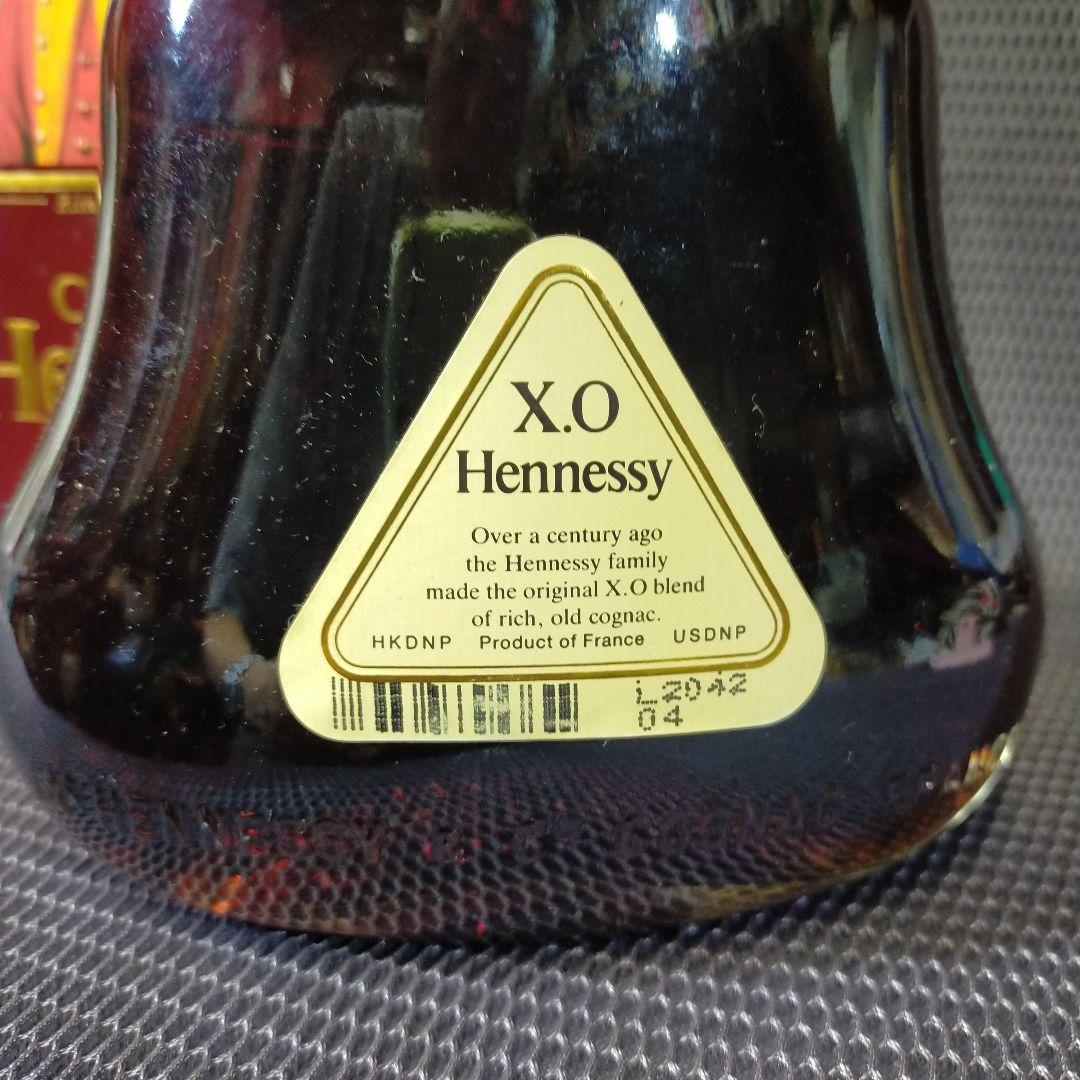 X.O
Hennessy
Over a century ago
the Hennessy family
made the original X.O blend
of rich, old cognac.
HKDNP Product of France USDNP
L2042
04
He